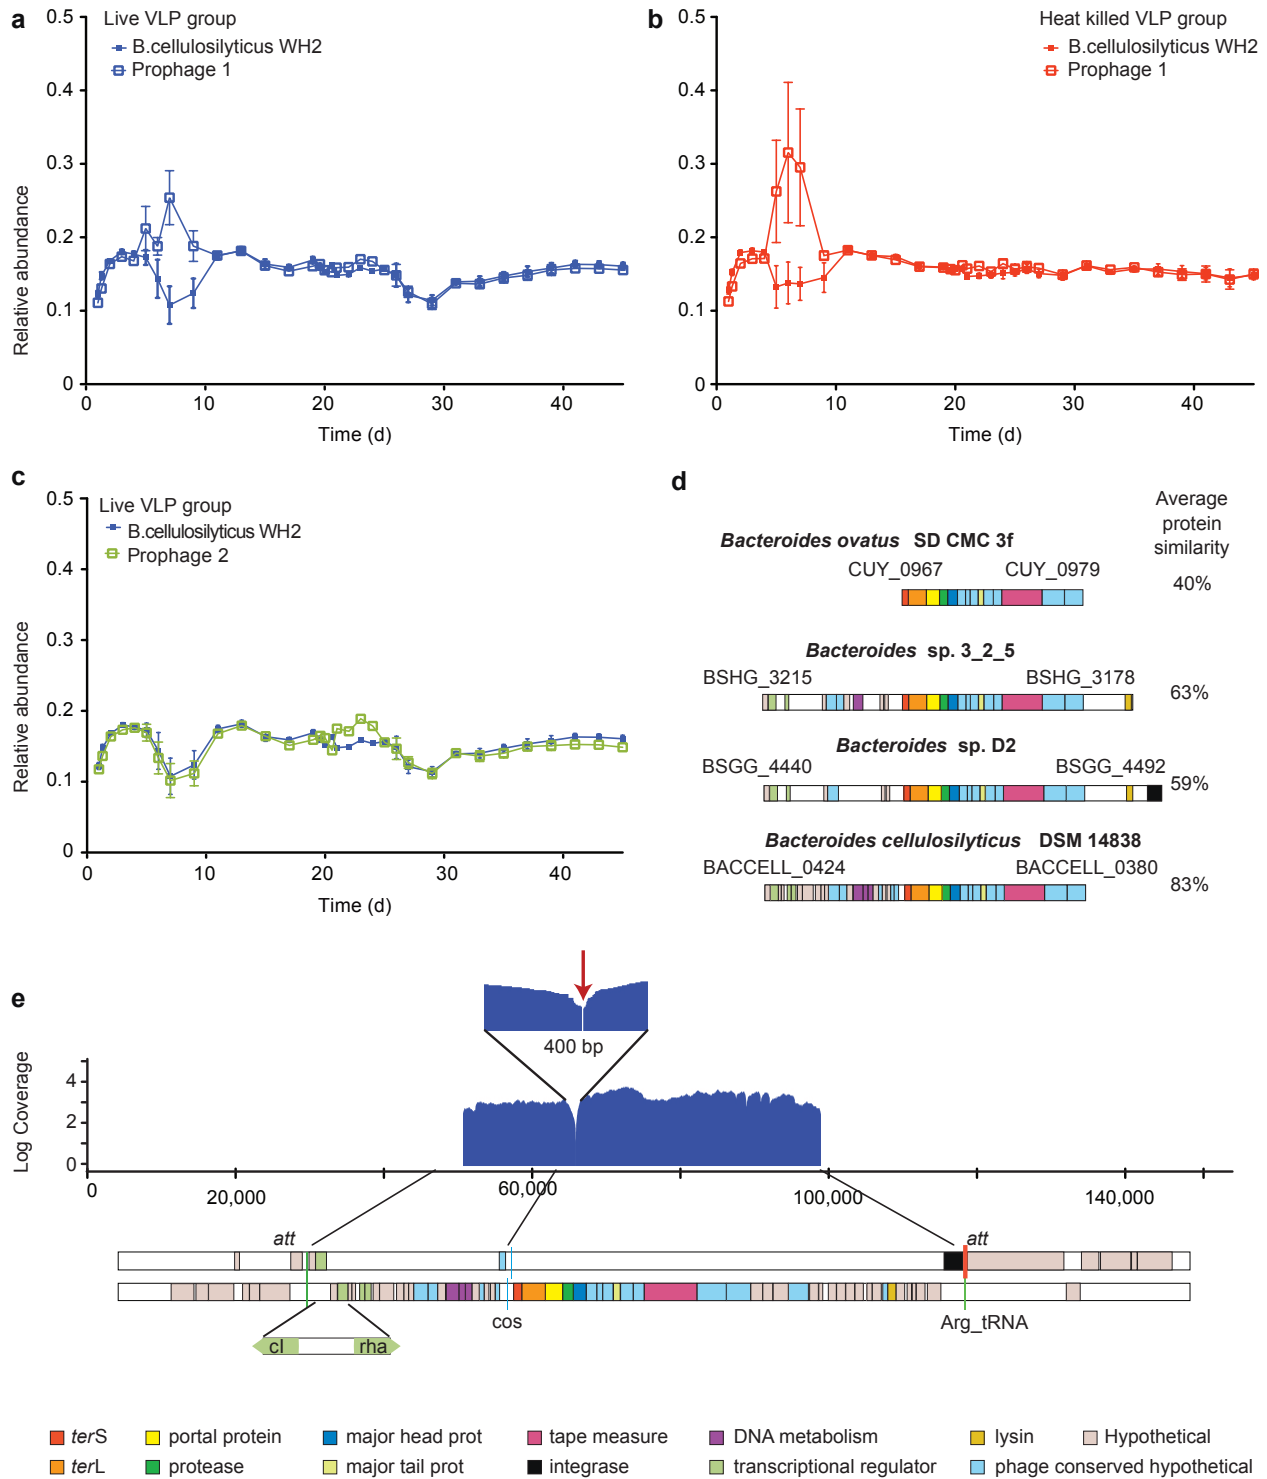 a
Live VLP group
B.cellulosilyticus WH2
Prophage 1
0.5
0.4
0.3
0.2
0.1
0
Relative abundance
0
10
20
30
40
Time (d)
b
Heat killed VLP group
B.cellulosilyticus WH2
Prophage 1
0.5
0.4
0.3
0.2
0.1
0
0
10
20
30
40
Time (d)
c
Live VLP group
B.cellulosilyticus WH2
Prophage 2
0.5
0.4
0.3
0.2
0.1
0
Relative abundance
0
10
20
30
40
Time (d)
d
Average
protein
similarity
Bacteroides ovatus SD CMC 3f
CUY_0967 CUY_0979
40%
Bacteroides sp. 3_2_5
BSHG_3215 BSHG_3178
63%
Bacteroides sp. D2
BSGG_4440 BSGG_4492
59%
Bacteroides cellulosilyticus DSM 14838
BACCELL_0424 BACCELL_0380
83%
e
400 bp
Log Coverage
4
2
0
0
20,000
60,000
100,000
140,000
att
att
cos
Arg_tRNA
cI
rha
terS portal protein major head prot tape measure DNA metabolism lysin Hypothetical
terL protease major tail prot integrase transcriptional regulator phage conserved hypothetical